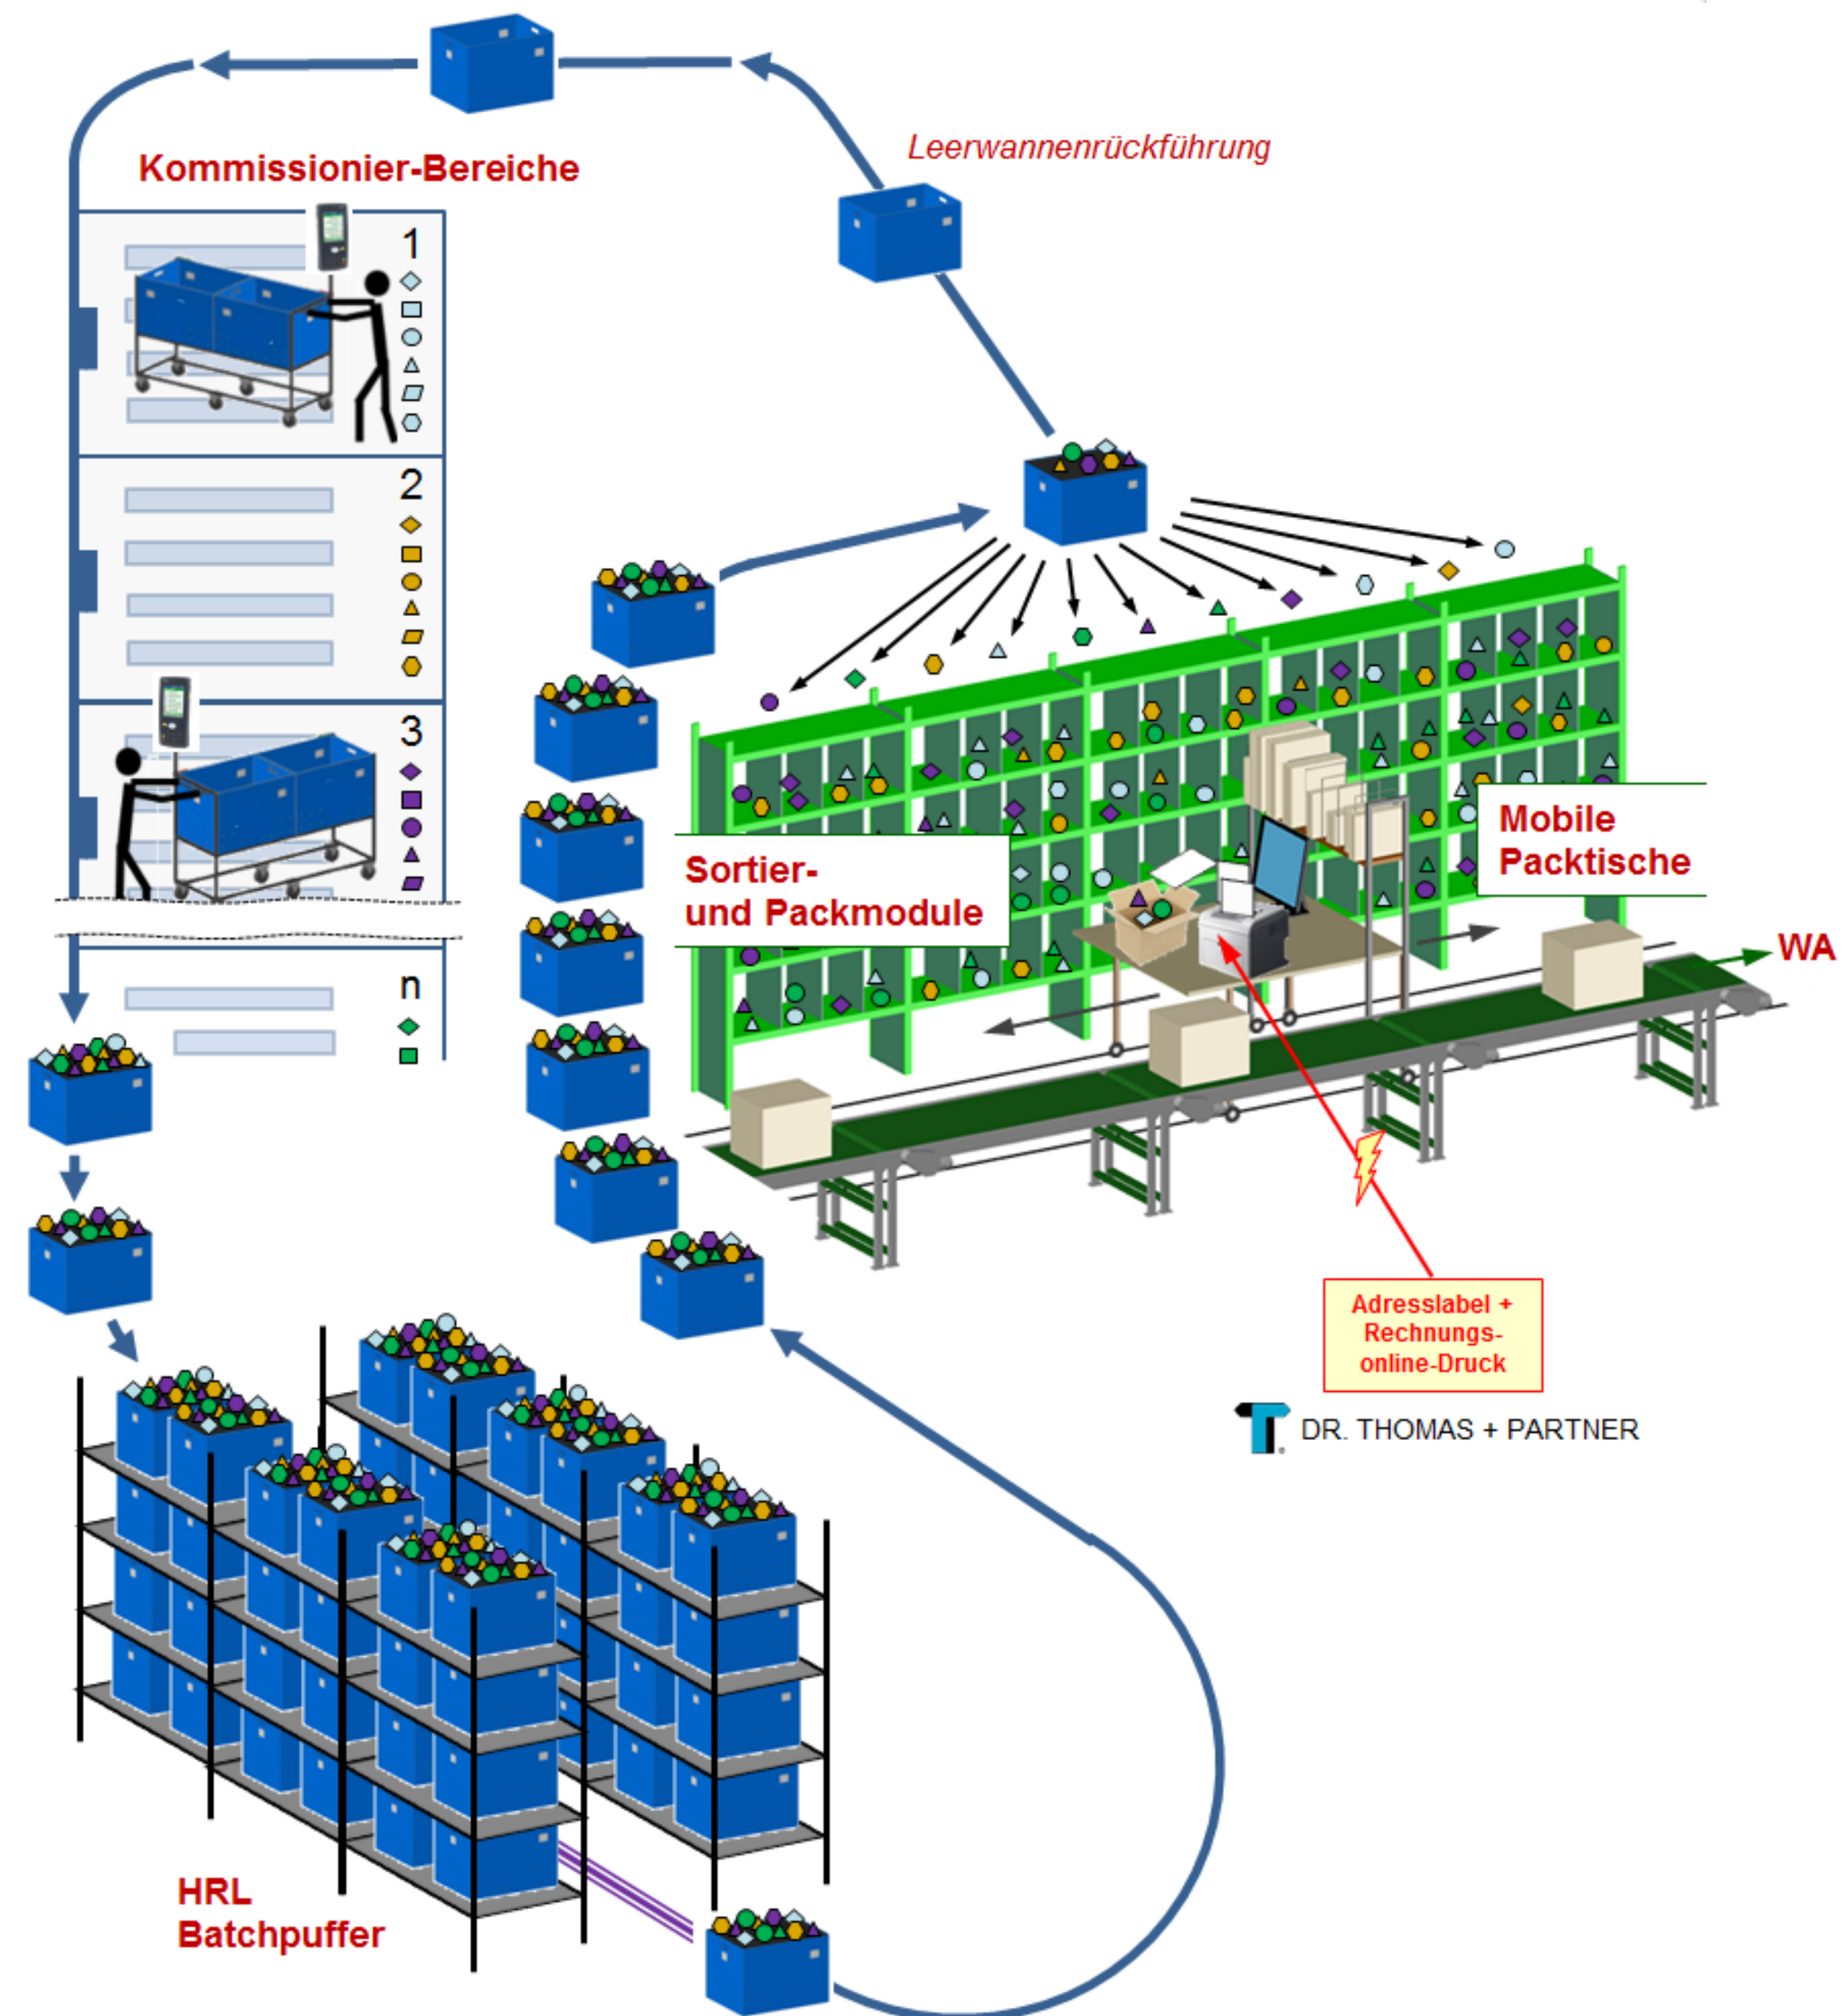 Leerwannenrückführung
Kommissionier-Bereiche
1
2
3
n
Sortier-
und Packmodule
Mobile
Packtische
WA
Adresslabel +
Rechnungs-
online-Druck
DR. THOMAS + PARTNER
HRL
Batchpuffer